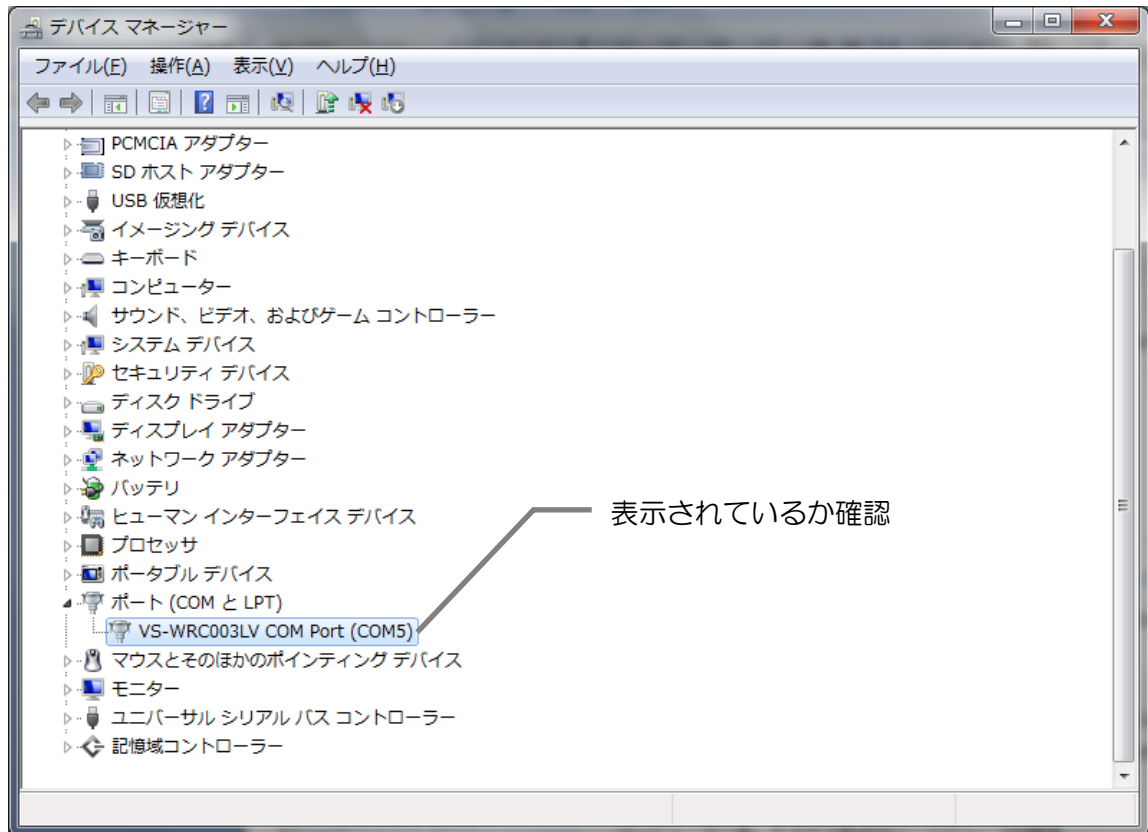 デバイス マネージャー
ファイル(F) 操作(A) 表示(V) ヘルプ(H)
PCMCIA アダプター
SD ホスト アダプター
USB 仮想化
イメージング デバイス
キーボード
コンピューター
サウンド、ビデオ、およびゲーム コントローラー
システム デバイス
セキュリティ デバイス
ディスク ドライブ
ディスプレイ アダプター
ネットワーク アダプター
バッテリ
ヒューマン インターフェイス デバイス
表示されているか確認
プロセッサ
ポータブル デバイス
ポート (COM と LPT)
VS-WRC003LV COM Port (COM5)
マウスとそのほかのポインティング デバイス
モニター
ユニバーサル シリアル バス コントローラー
記憶域コントローラー